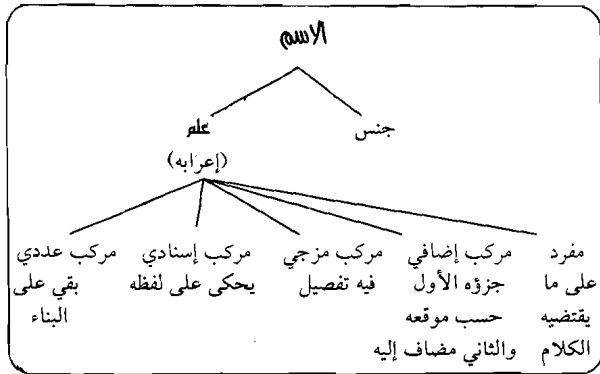 الاسم
جنس
علم
(إعرابه)
مفرد
على ما
يقتضيه
الكلام
مركب إضافي
جزؤه الأول
حسب موقعه
والثاني مضاف إليه
مركب مزجي
فيه تفصيل
مركب إسنادي
يحكى على لفظه
مركب عددي
بقي على
البناء